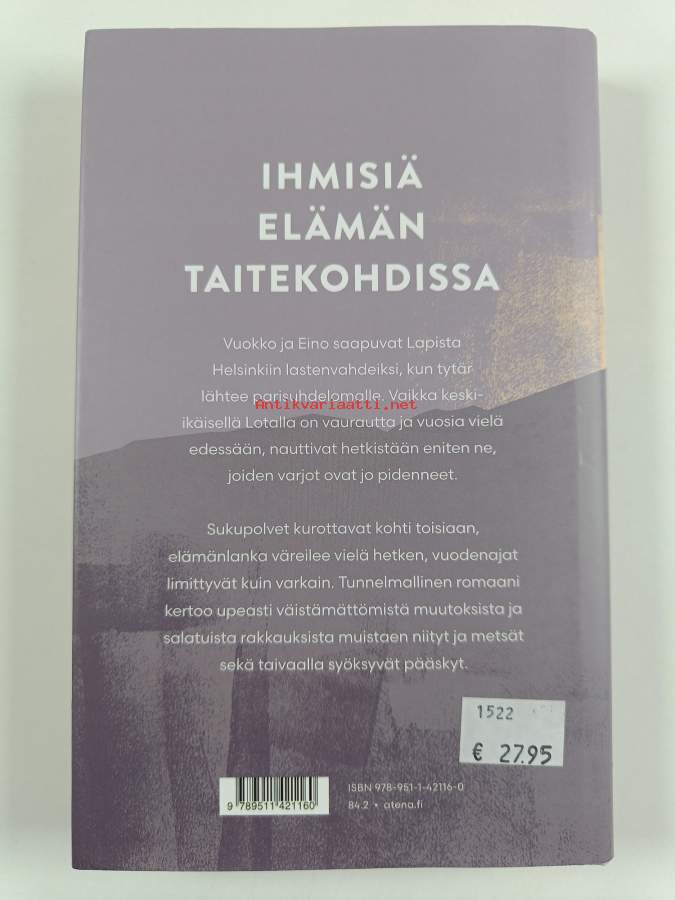 IHMISIÄ
ELÄMÄN
TAITEKOHDISSA
Vuokko ja Eino saapuvat Lapista
Helsinkiin lastenvahdeiksi, kun tytär
lähtee parisuhdelomalle. Vaikka keski-
Antikvariaatti.net
ikäisellä Lotalla on vaurautta ja vuosia vielä
edessään, nauttivat hetkistään eniten ne,
joiden varjot ovat jo pidenneet.
Sukupolvet kurottavat kohti toisiaan,
elämänlanka väreilee vielä hetken, vuodenajat
limittyvät kuin varkain. Tunnelmallinen romaani
kertoo upeasti väistämättömistä muutoksista ja
salatuista rakkauksista muistaen niityt ja metsät
sekä taivaalla syöksyvät pääskyt.
1522
€ 27.95
ISBN 978-951-1-42116-0
84.2 • atena.fi
9 789511 421160